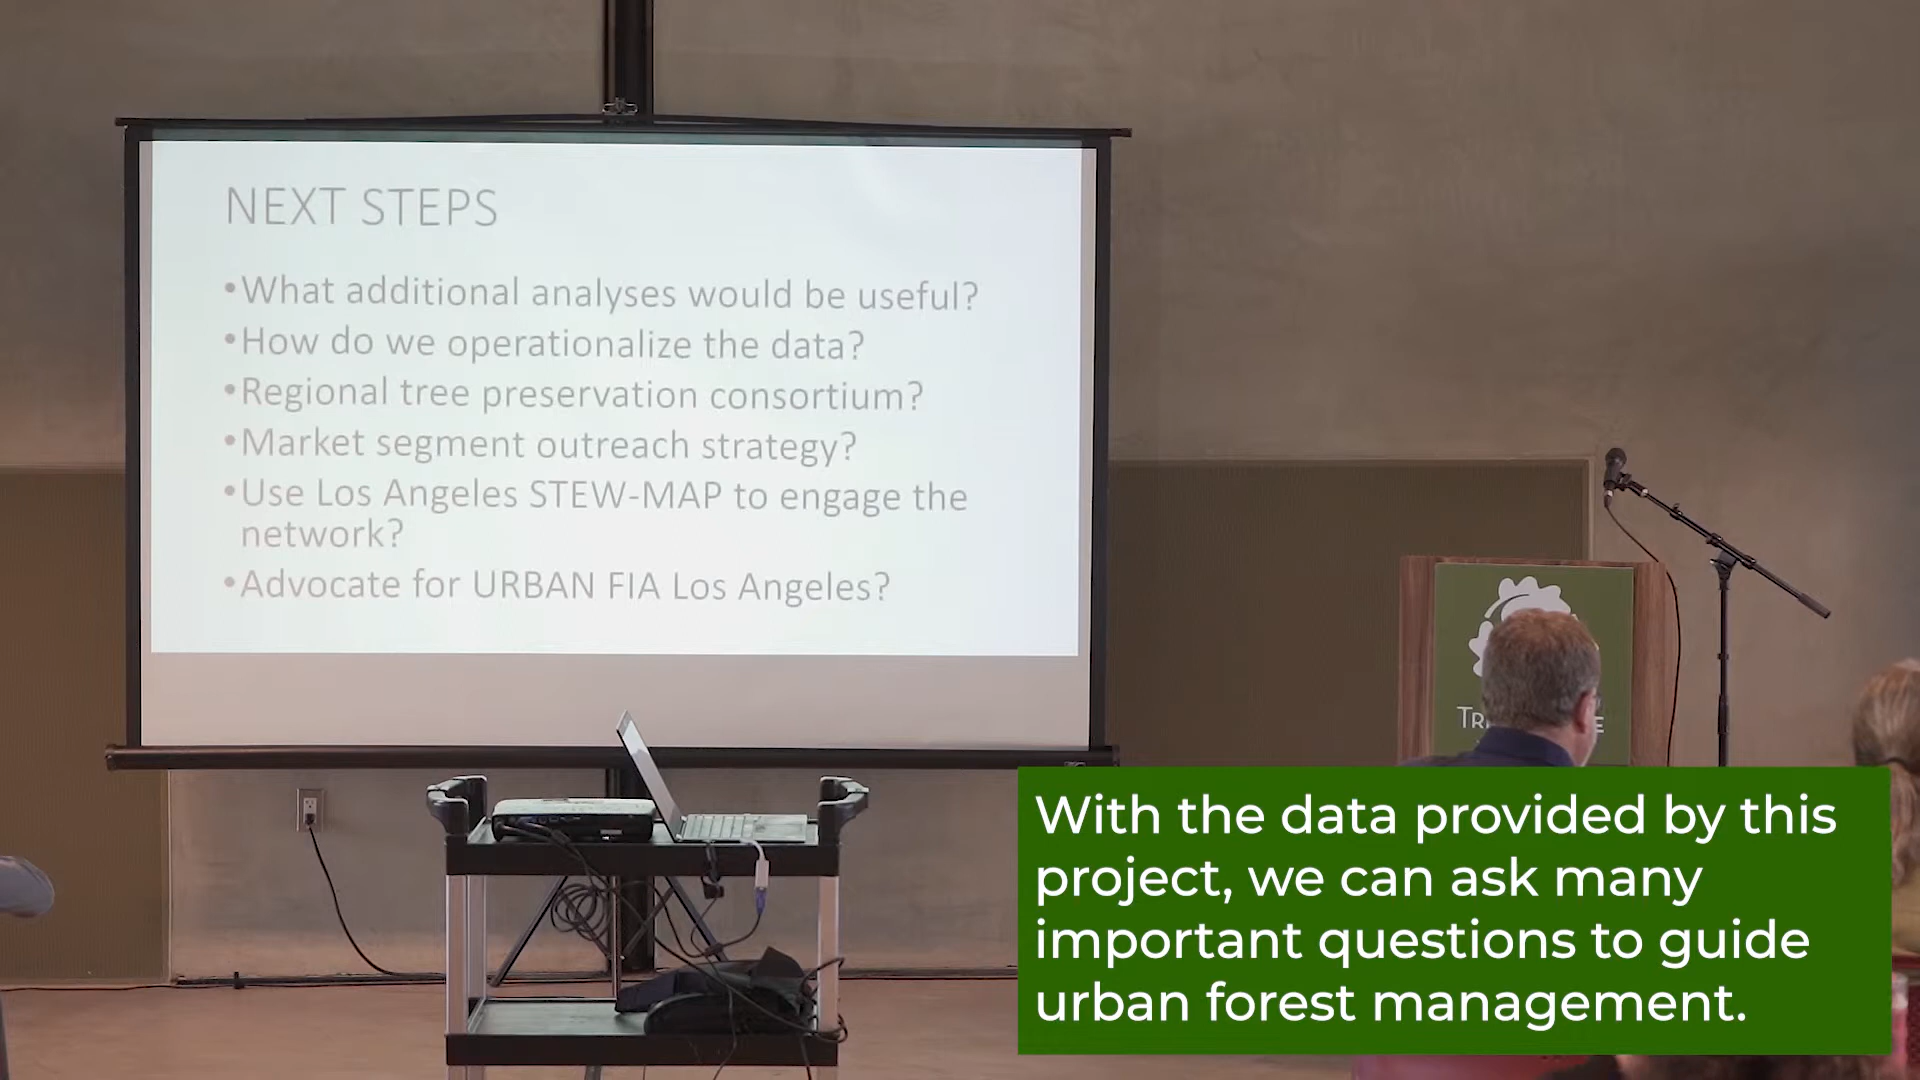 NEXT STEPS
•What additional analyses would be useful?
•How do we operationalize the data?
•Regional tree preservation consortium?
•Market segment outreach strategy?
•Use Los Angeles STEW-MAP to engage the
network?
•Advocate for URBAN FIA Los Angeles?
With the data provided by this
project, we can ask many
important questions to guide
urban forest management.